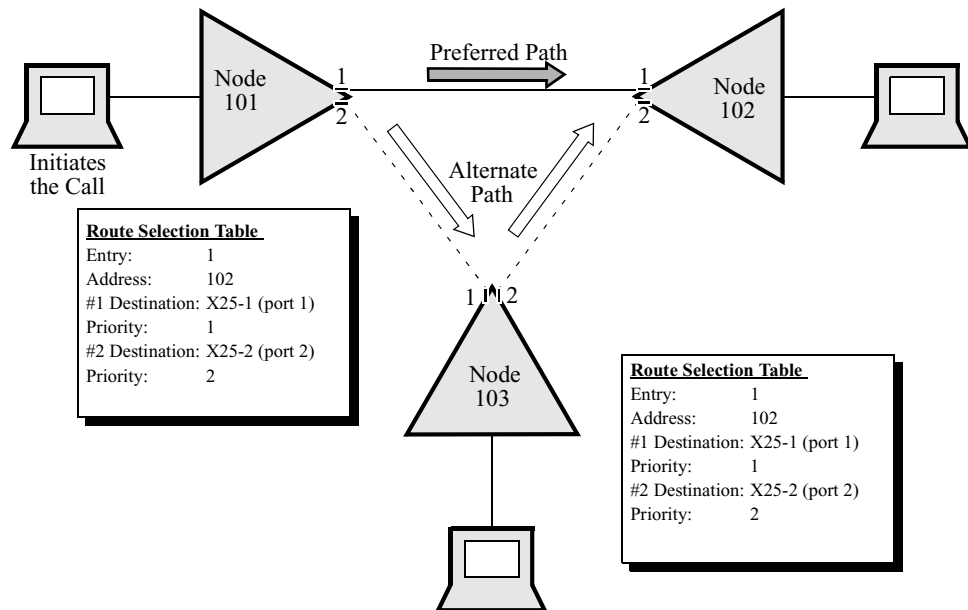 Preferred Path
Node
101
1
2
1
2
Node
102
Initiates
the Call
Alternate
Path
Route Selection Table
Entry: 1
Address: 102
#1 Destination: X25-1 (port 1)
Priority: 1
#2 Destination: X25-2 (port 2)
Priority: 2
1
2
Node
103
Route Selection Table
Entry: 1
Address: 102
#1 Destination: X25-1 (port 1)
Priority: 1
#2 Destination: X25-2 (port 2)
Priority: 2